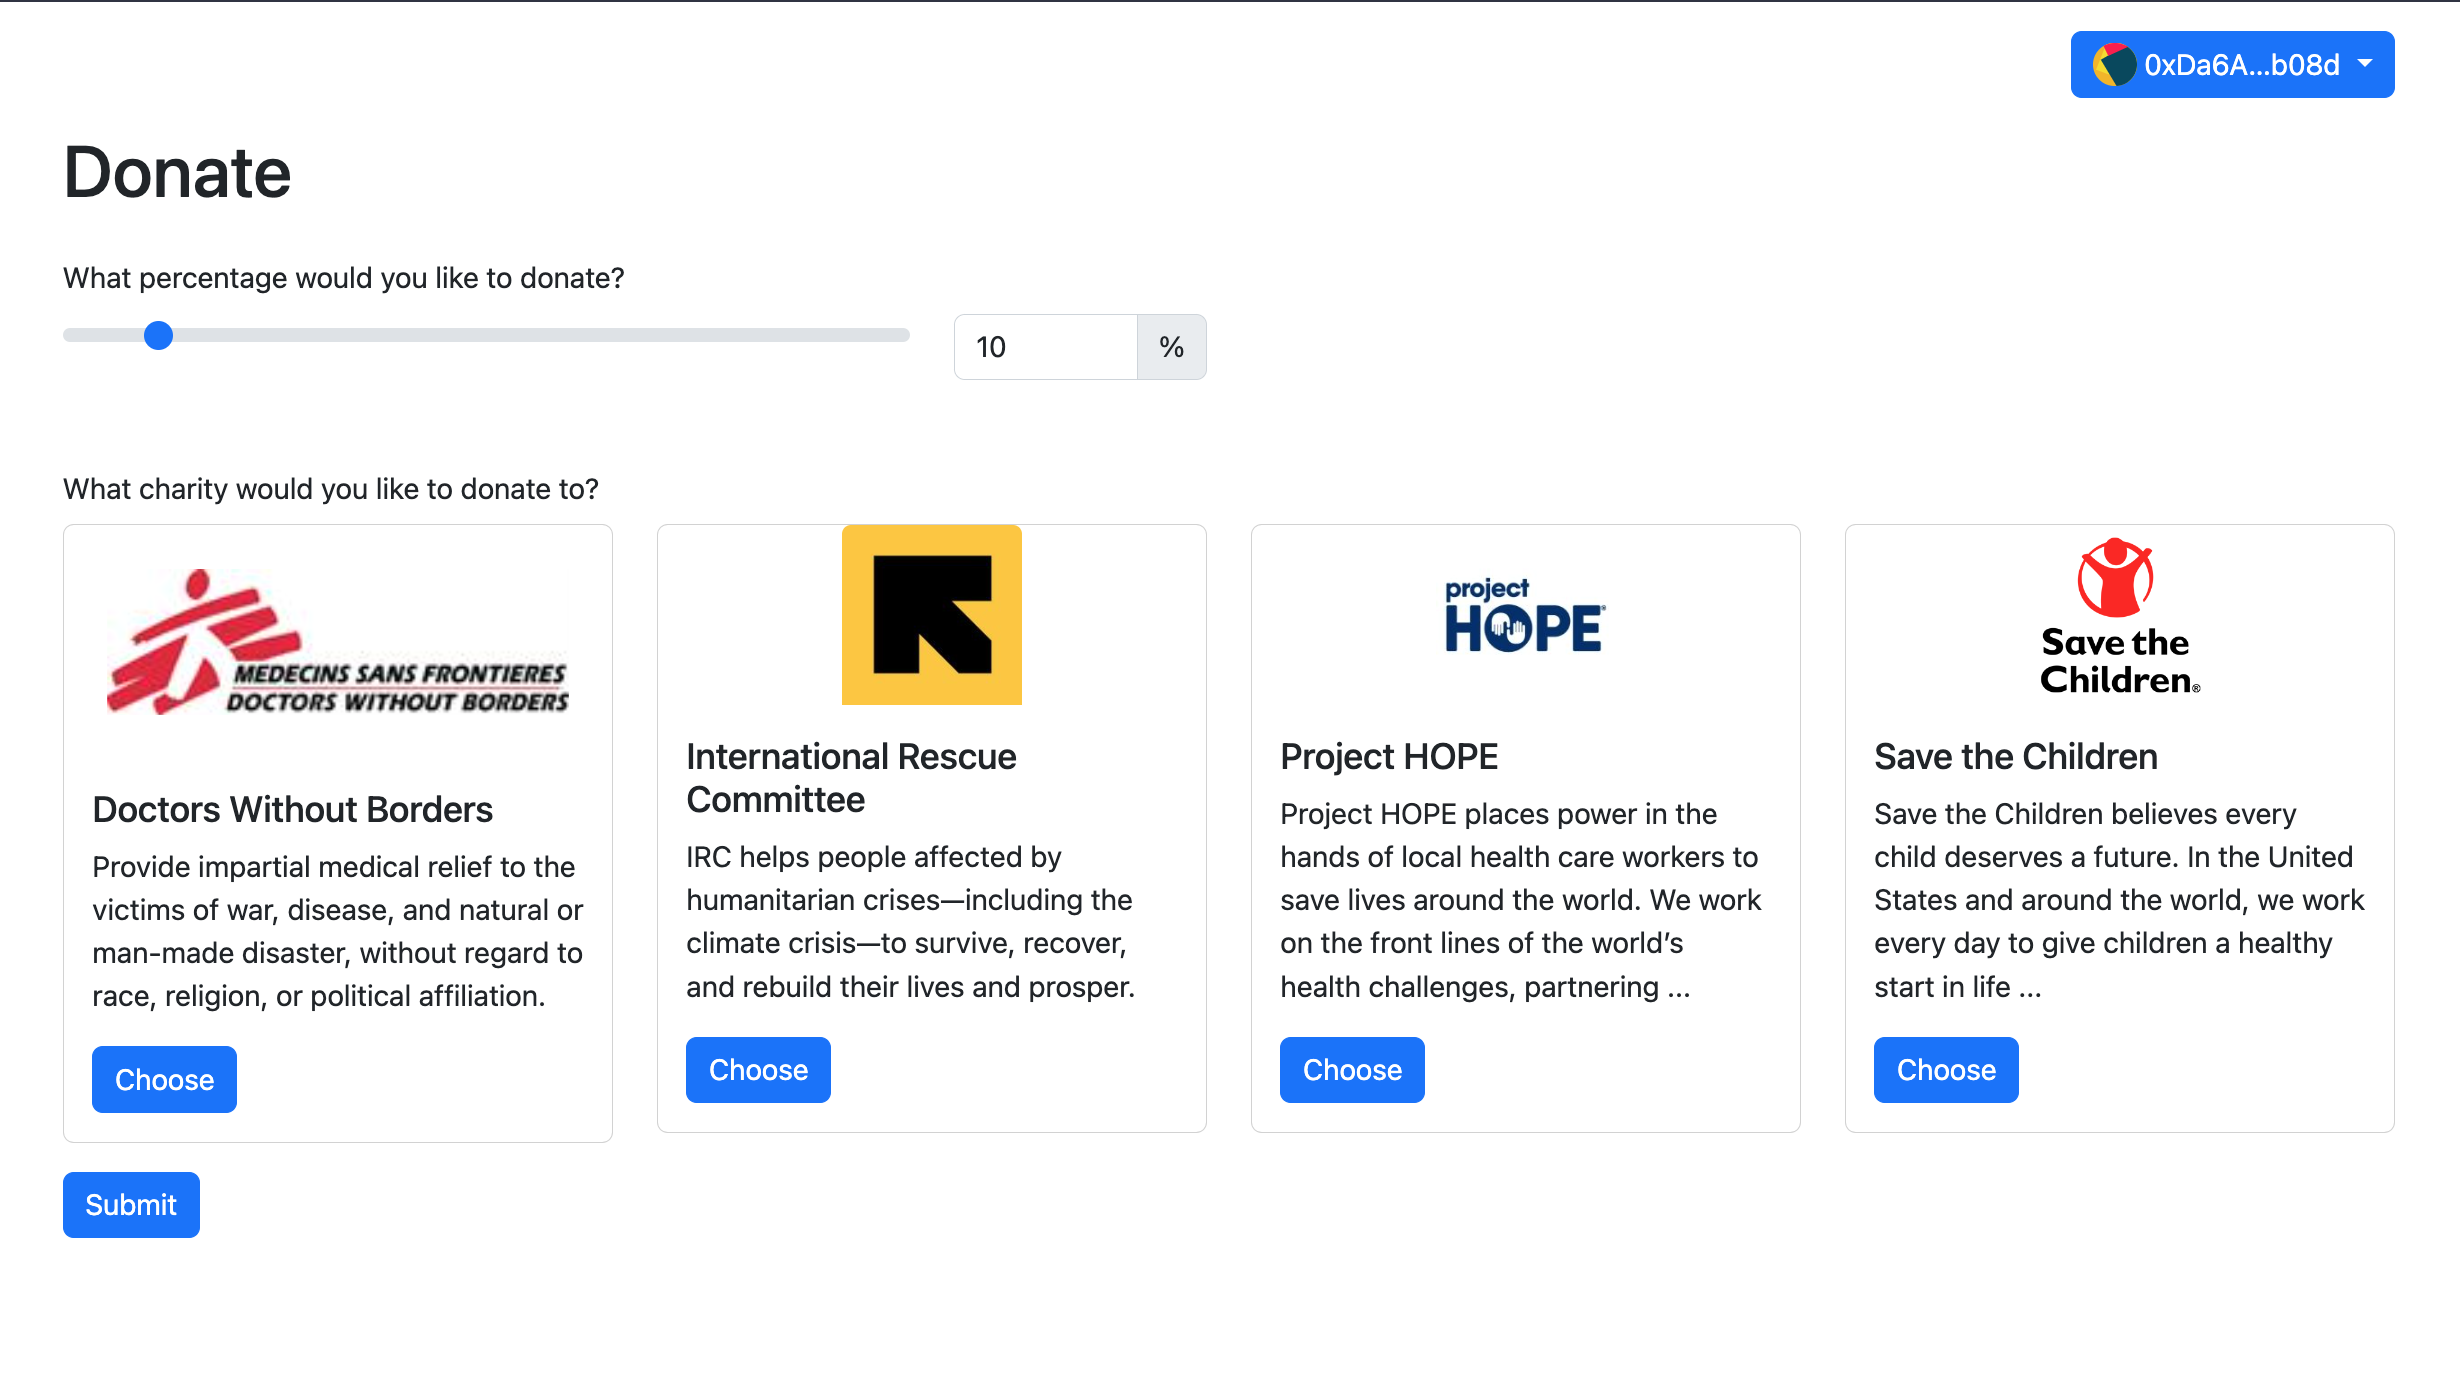 0xDa6A...b08d
Donate
What percentage would you like to donate?
10 %
What charity would you like to donate to?
MEDECINS SANS FRONTIERES
DOCTORS WITHOUT BORDERS
Doctors Without Borders
Provide impartial medical relief to the
victims of war, disease, and natural or
man-made disaster, without regard to
race, religion, or political affiliation.
Choose
International Rescue
Committee
IRC helps people affected by
humanitarian crises—including the
climate crisis—to survive, recover,
and rebuild their lives and prosper.
Choose
project
HOPE®
Project HOPE
Project HOPE places power in the
hands of local health care workers to
save lives around the world. We work
on the front lines of the world’s
health challenges, partnering ...
Choose
Save the
Children®
Save the Children
Save the Children believes every
child deserves a future. In the United
States and around the world, we work
every day to give children a healthy
start in life ...
Choose
Submit